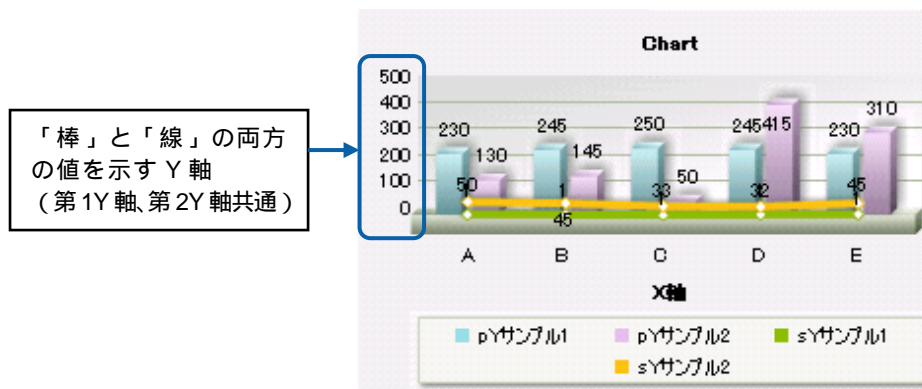 「棒」と「線」の両方
の値を示す Y 軸
(第1Y軸、第2Y軸共通)
Chart
500
400
300
200
100
0
230
130
245
145
250
50
245
415
230
310
50
1
45
33
32
45
A
B
C
D
E
X軸
pYサンプル1
pYサンプル2
sYサンプル1
sYサンプル2